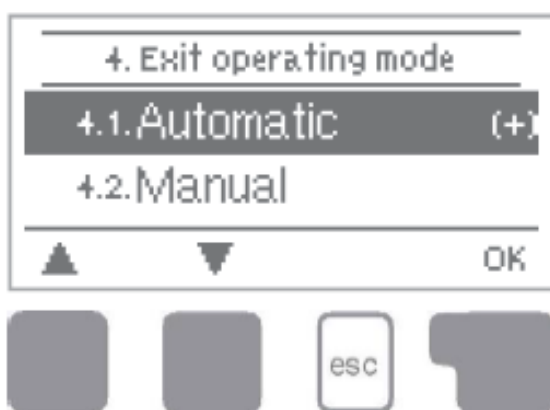 4. Exit operating mode
4.1. Automatic (+)
4.2. Manual
▲ ▼ OK
esc